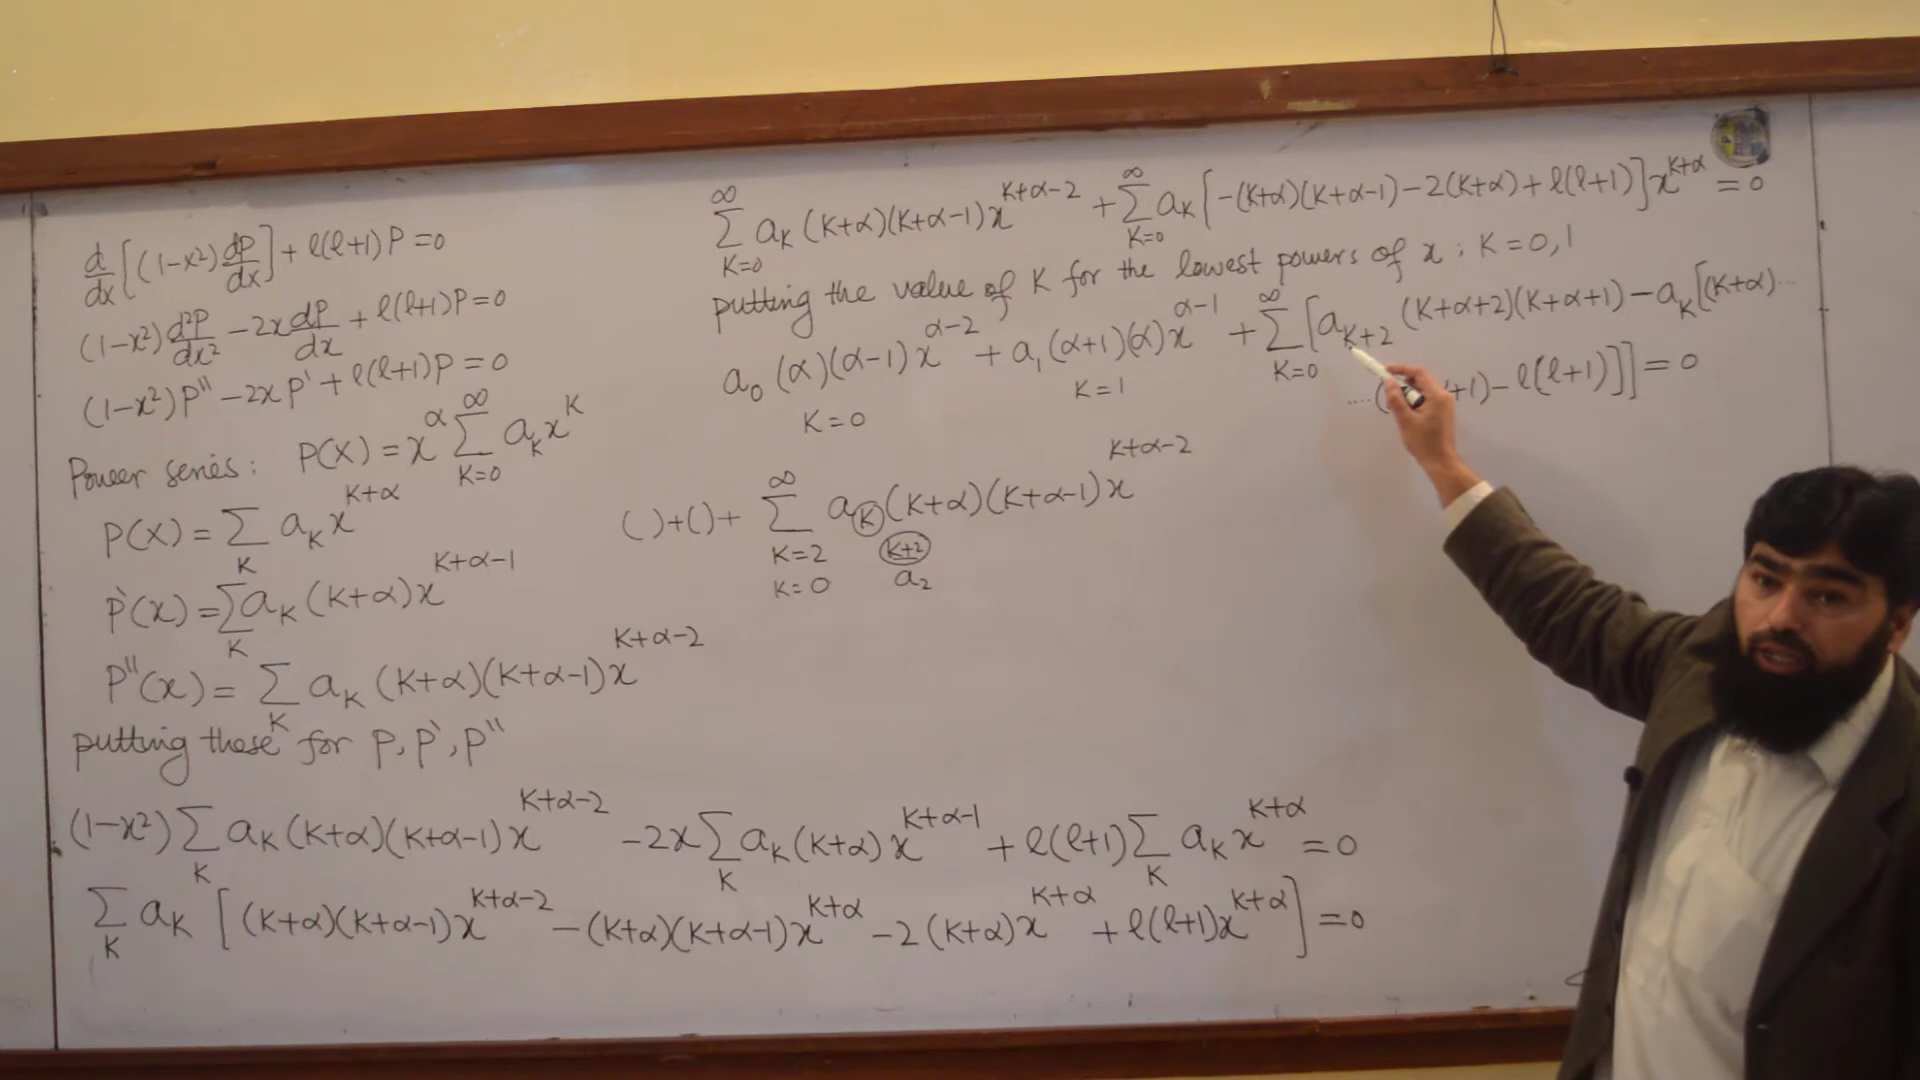 d/dx[(1-x²)dP/dx]+ℓ(ℓ+1)P=0
(1-x²)d²P/dx² -2x dP/dx +ℓ(ℓ+1)P=0
(1-x²)P''-2xP'+ℓ(ℓ+1)P=0
Power series: P(x)=x^α ∑_{K=0}^∞ a_k x^K
P(x)=∑_K a_K x^{K+α}
P'(x)=∑_K a_K(K+α)x^{K+α-1}
P''(x)=∑_K a_K(K+α)(K+α-1)x^{K+α-2}
putting these for P,P',P''
(1-x²)∑_K a_K(K+α)(K+α-1)x^{K+α-2} -2x∑_K a_K(K+α)x^{K+α-1} +ℓ(ℓ+1)∑_K a_K x^{K+α}=0
∑_K a_K[(K+α)(K+α-1)x^{K+α-2}-(K+α)(K+α-1)x^{K+α}-2(K+α)x^{K+α}+ℓ(ℓ+1)x^{K+α}]=0
∑_{K=0}^∞ a_K(K+α)(K+α-1)x^{K+α-2}+∑_{K=0}^∞ a_K[-(K+α)(K+α-1)-2(K+α)+ℓ(ℓ+1)]x^{K+α}=0
putting the value of K for the lowest powers of x; K=0,1
a_0(α)(α-1)x^{α-2}+a_1(α+1)(α)x^{α-1}+∑_{K=0}^∞[a_{K+2}(K+α+2)(K+α+1)-a_K[(K+α)...
K=0 K=1
....( +1)-ℓ(ℓ+1)]]=0
( )+( )+ ∑_{K=2}^∞ a_K(K+α)(K+α-1)x^{K+α-2}
K+2
K=0 a_2